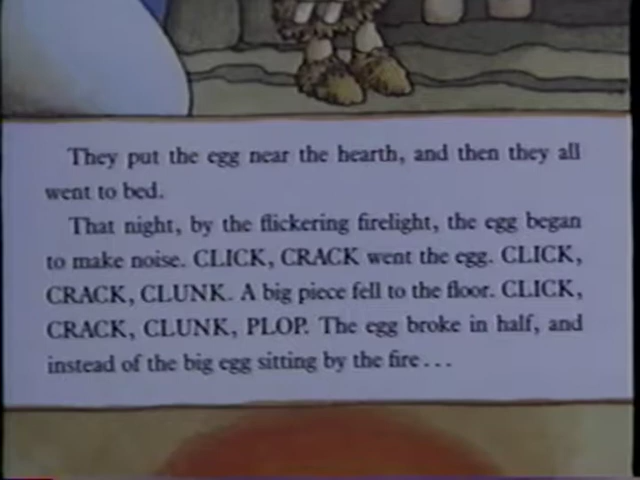 They put the egg near the hearth, and then they all
went to bed.
That night, by the flickering firelight, the egg began
to make noise. CLICK, CRACK went the egg. CLICK,
CRACK, CLUNK. A big piece fell to the floor. CLICK,
CRACK, CLUNK, PLOP. The egg broke in half, and
instead of the big egg sitting by the fire...